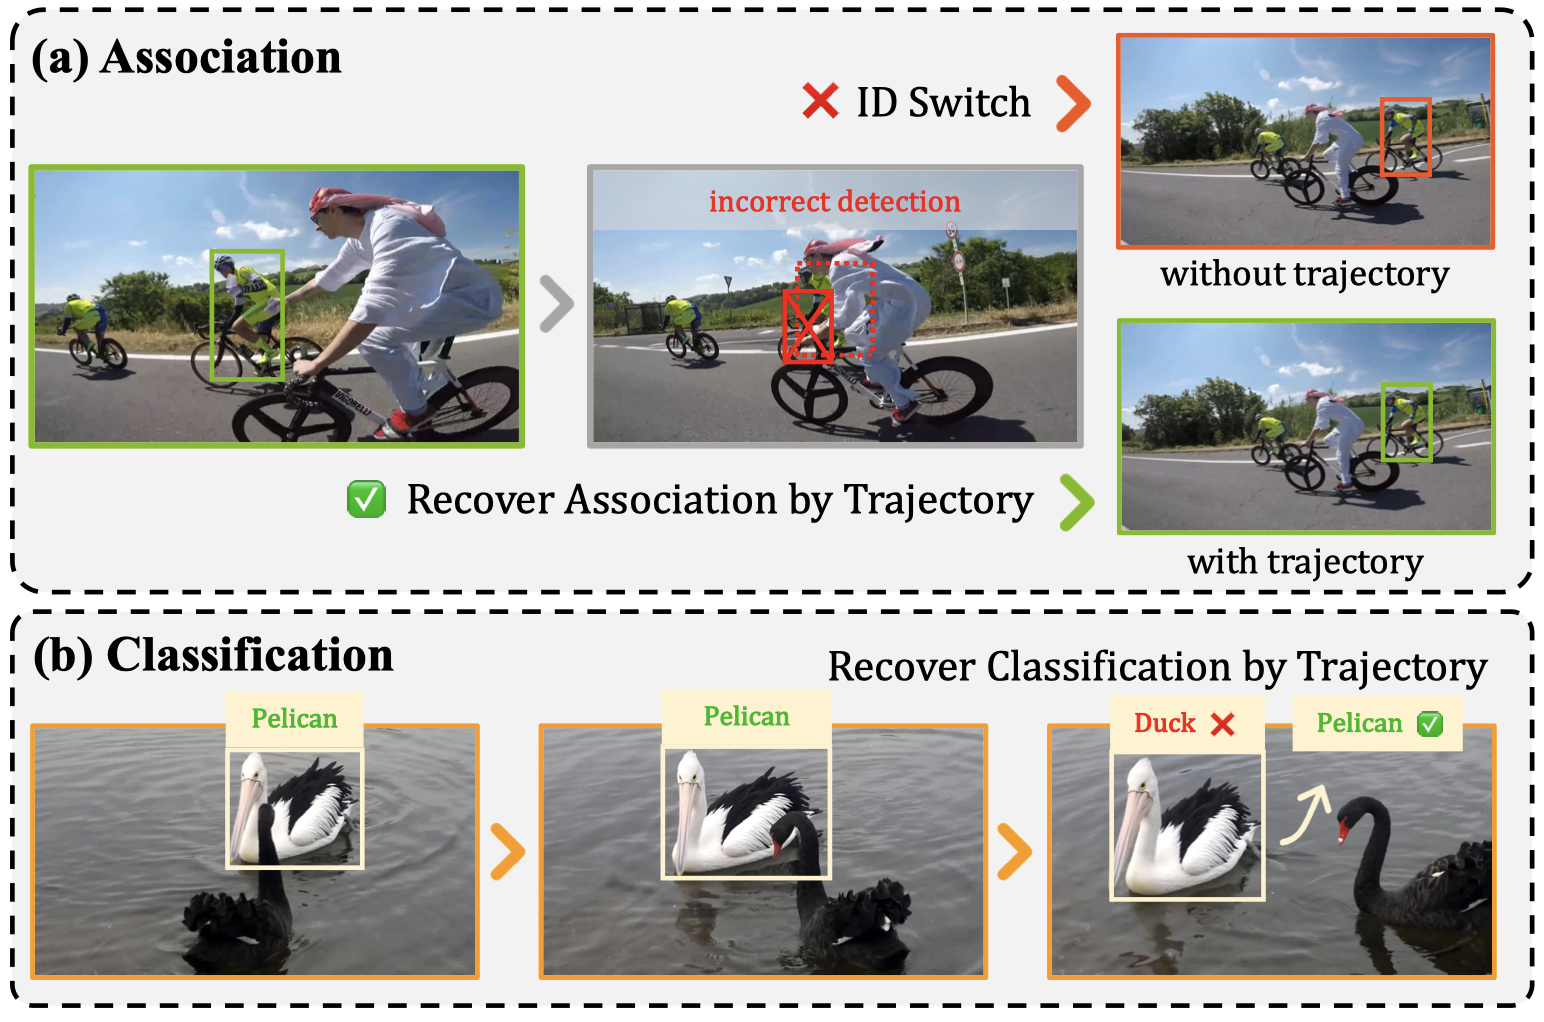 (a) Association
ID Switch
incorrect detection
without trajectory
Recover Association by Trajectory
with trajectory
(b) Classification
Recover Classification by Trajectory
Pelican
Pelican
Duck
Pelican